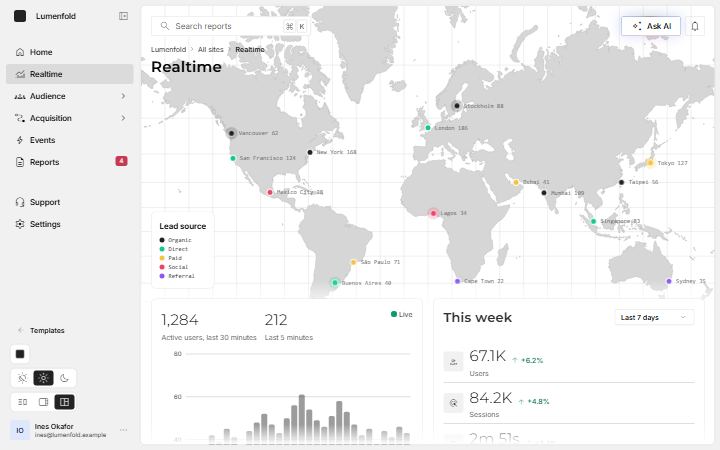 Lumenfold
Home
Realtime
Audience
Acquisition
Events
Reports 4
Support
Settings
Templates
IO
Ines Okafor
ines@lumenfold.example
Search reports ⌘ K
Ask AI
Lumenfold > All sites > Realtime
Realtime
Stockholm 88
London 186
Vancouver 62
New York 168
San Francisco 124
Tokyo 127
Mexico City 38
Dubai 41
Mumbai 109
Taipei 56
Lagos 34
Singapore 83
São Paulo 71
Buenos Aires 40
Cape Town 22
Sydney 35
Lead source
Organic
Direct
Paid
Social
Referral
1,284
Active users, last 30 minutes
212
Last 5 minutes
Live
80
60
40
This week
Last 7 days
67.1K
+6.2%
Users
84.2K
+4.8%
Sessions
2m 51s